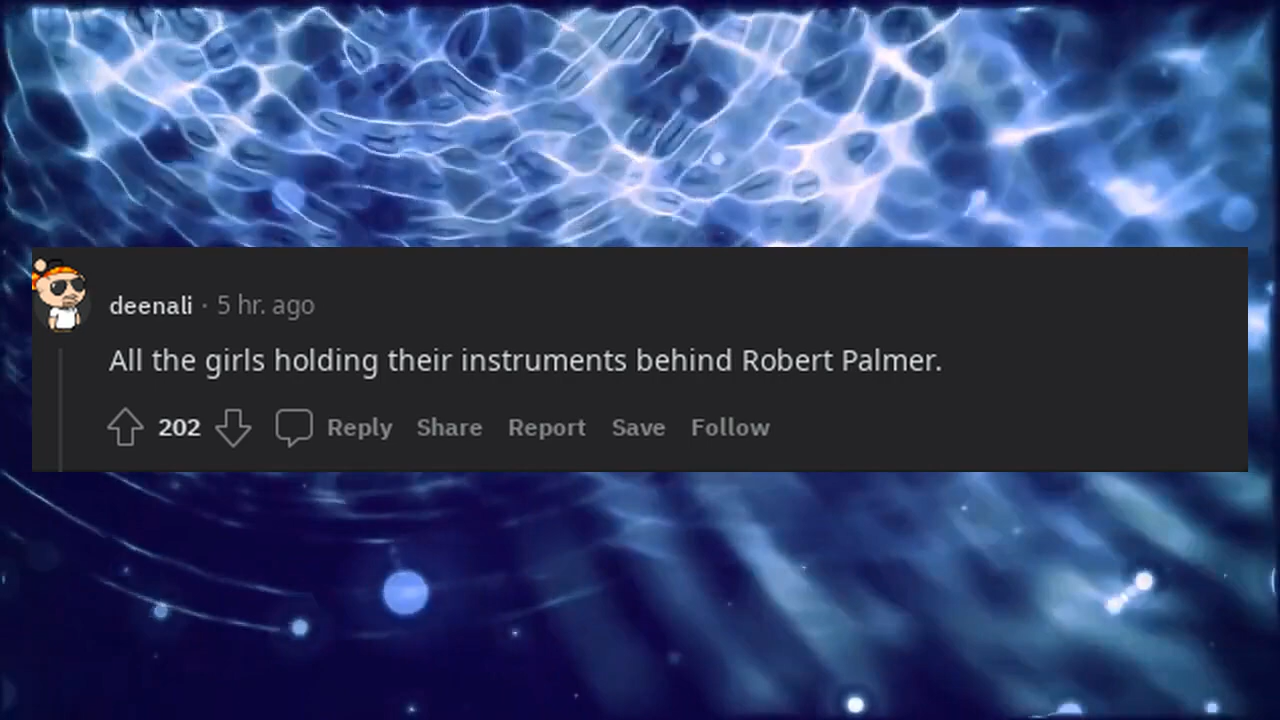 deenali · 5 hr. ago
All the girls holding their instruments behind Robert Palmer.
202 Reply Share Report Save Follow